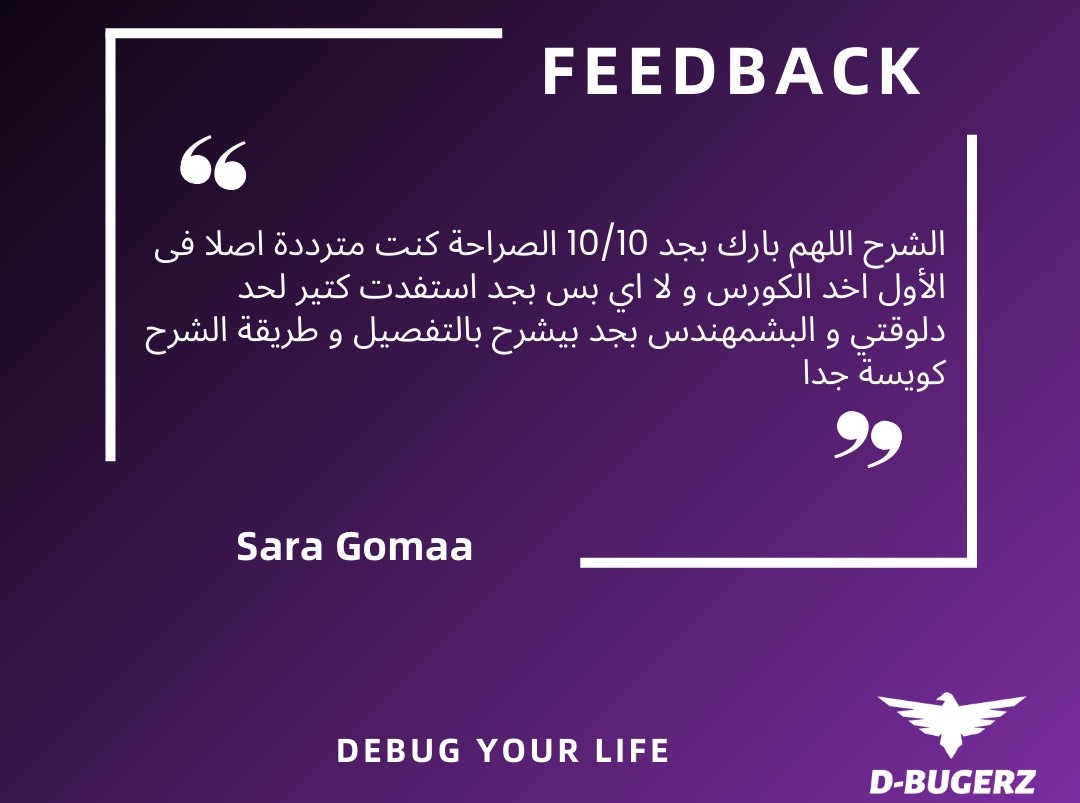 FEEDBACK
“
الشرح اللهم بارك بجد 10/10 الصراحة كنت مترددة اصلا فى
الأول اخد الكورس و لا اي بس بجد استفدت كتير لحد
دلوقتي و البشمهندس بجد بيشرح بالتفصيل و طريقة الشرح
كويسة جدا
”
Sara Gomaa
DEBUG YOUR LIFE
D-BUGERZ